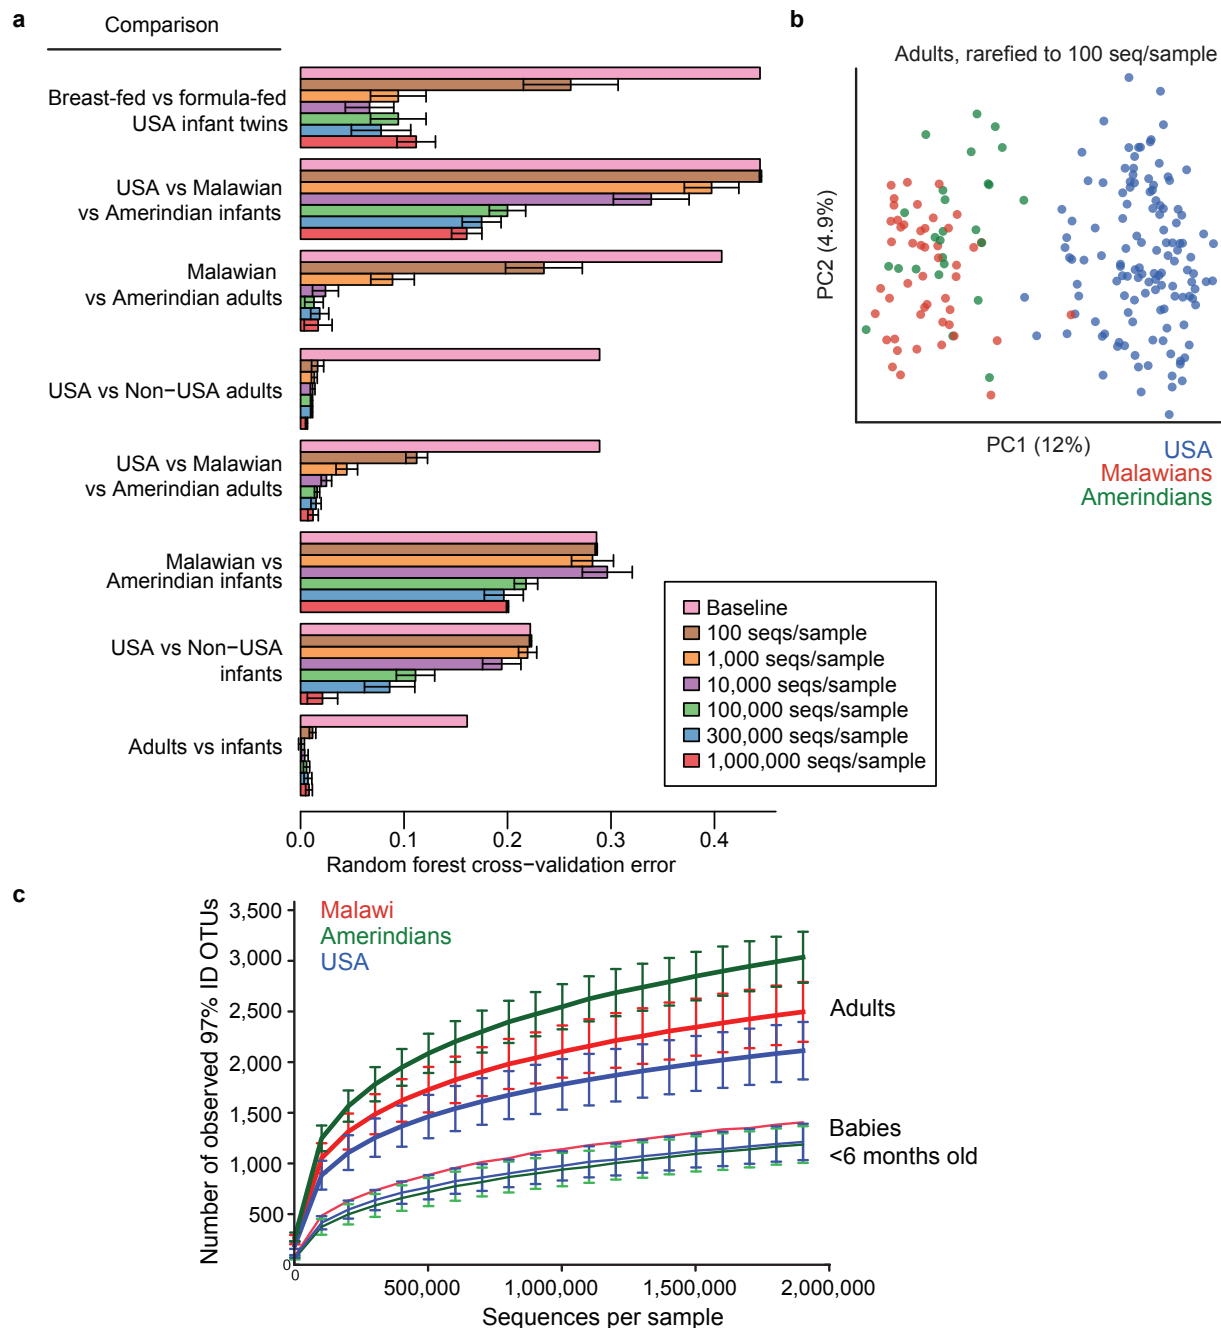 a
Comparison
Breast-fed vs formula-fed
USA infant twins
USA vs Malawian
vs Amerindian infants
Malawian
vs Amerindian adults
USA vs Non−USA adults
USA vs Malawian
vs Amerindian adults
Malawian vs
Amerindian infants
USA vs Non−USA
infants
Adults vs infants
0.0 0.1 0.2 0.3 0.4
Random forest cross−validation error
Baseline
100 seqs/sample
1,000 seqs/sample
10,000 seqs/sample
100,000 seqs/sample
300,000 seqs/sample
1,000,000 seqs/sample
b
Adults, rarefied to 100 seq/sample
PC2 (4.9%)
PC1 (12%)
USA
Malawians
Amerindians
c
Number of observed 97% ID OTUs
3,500
3,000
2,500
2,000
1,500
1,000
500
0
Malawi
Amerindians
USA
Adults
Babies
<6 months old
0 500,000 1,000,000 1,500,000 2,000,000
Sequences per sample